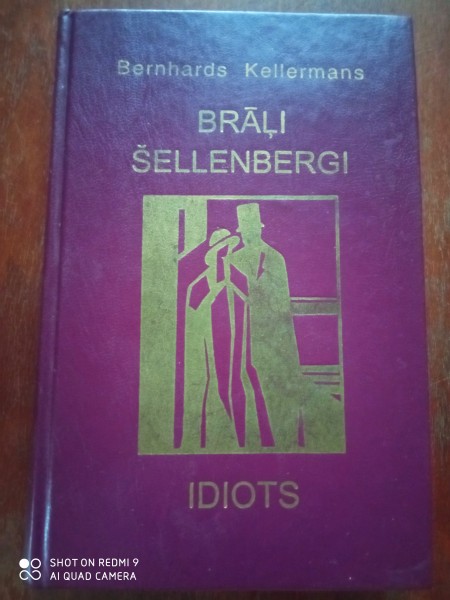 Bernhards Kellermans
BRĀĻI
ŠELLENBERGI
IDIOTS
SHOT ON REDMI 9
AI QUAD CAMERA